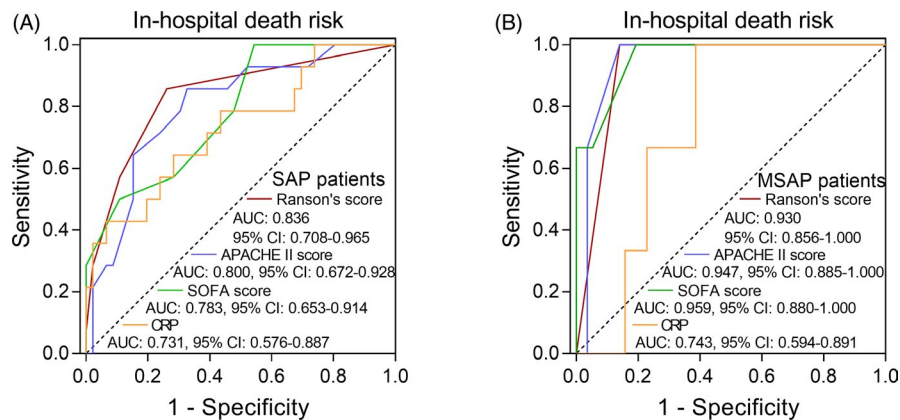 (A)
In-hospital death risk
Sensitivity
1.0
0.8
0.6
0.4
0.2
0.0
SAP patients
Ranson's score
AUC: 0.836
95% CI: 0.708-0.965
APACHE II score
AUC: 0.800, 95% CI: 0.672-0.928
SOFA score
AUC: 0.783, 95% CI: 0.653-0.914
CRP
AUC: 0.731, 95% CI: 0.576-0.887
0.0 0.2 0.4 0.6 0.8 1.0
1 - Specificity
(B)
In-hospital death risk
Sensitivity
1.0
0.8
0.6
0.4
0.2
0.0
MSAP patients
Ranson's score
AUC: 0.930
95% CI: 0.856-1.000
APACHE II score
AUC: 0.947, 95% CI: 0.885-1.000
SOFA score
AUC: 0.959, 95% CI: 0.880-1.000
CRP
AUC: 0.743, 95% CI: 0.594-0.891
0.0 0.2 0.4 0.6 0.8 1.0
1 - Specificity